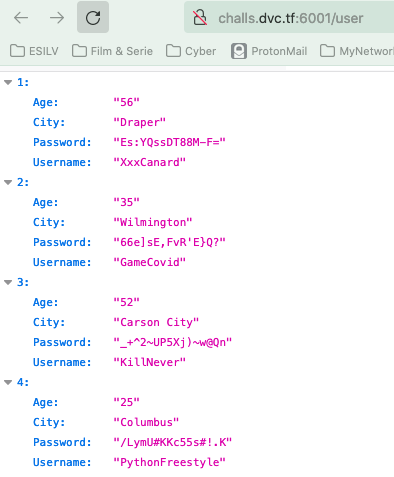 challs.dvc.tf:6001/user
ESILV Film & Serie Cyber ProtonMail MyNetwor
1:
Age: "56"
City: "Draper"
Password: "Es:YQssDT88M-F="
Username: "XxxCanard"
2:
Age: "35"
City: "Wilmington"
Password: "66e]sE,FvR'E}Q?"
Username: "GameCovid"
3:
Age: "52"
City: "Carson City"
Password: "_+^2~UP5Xj)~w@Qn"
Username: "KillNever"
4:
Age: "25"
City: "Columbus"
Password: "/LymU#KKc55s#!.K"
Username: "PythonFreestyle"